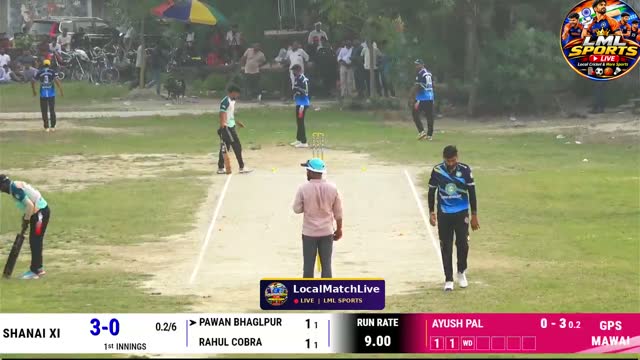 LML
SPORTS
LIVE
Local Cricket & More Sports
LocalMatchLive
LIVE | LML SPORTS
SHANAI XI
3-0
1st INNINGS
0.2/6
PAWAN BHAGLPUR 1 1
RAHUL COBRA 1 1
RUN RATE
9.00
AYUSH PAL 0 - 3 0.2
1 1 WD
GPS
MAWAI